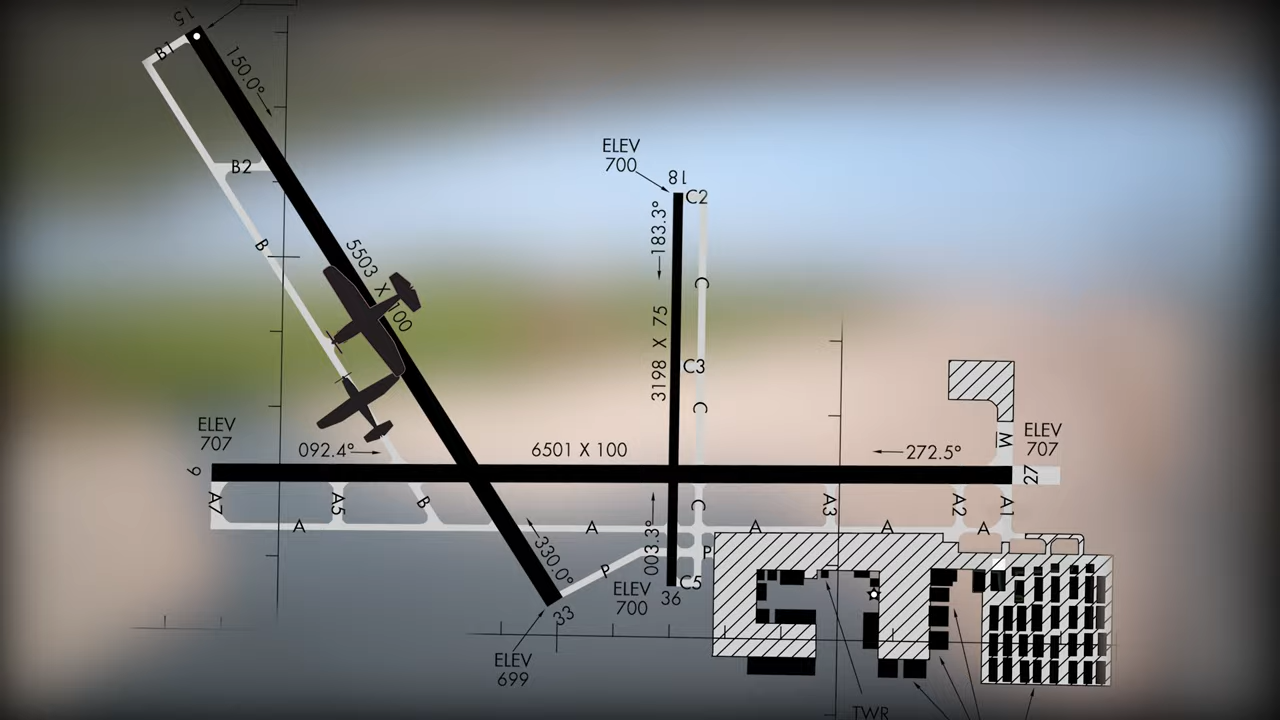 15
B1
150.0°
B2
B
5503 X 100
ELEV
700
18
C2
183.3°
C
3198 X 75
C3
C
ELEV
707
9
092.4°
6501 X 100
272.5°
M
ELEV
707
27
A7
A5
B
C
A3
A2
A1
A
A
A
A
A
330.0°
003.3°
P
P
C5
ELEV
700
36
33
ELEV
699
TWR